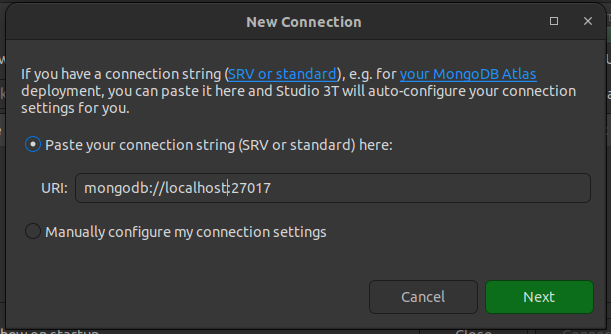 New Connection
If you have a connection string (SRV or standard), e.g. for your MongoDB Atlas
deployment, you can paste it here and Studio 3T will auto-configure your connection
settings for you.
Paste your connection string (SRV or standard) here:
URI: mongodb://localhost:27017
Manually configure my connection settings
Cancel Next
on startup